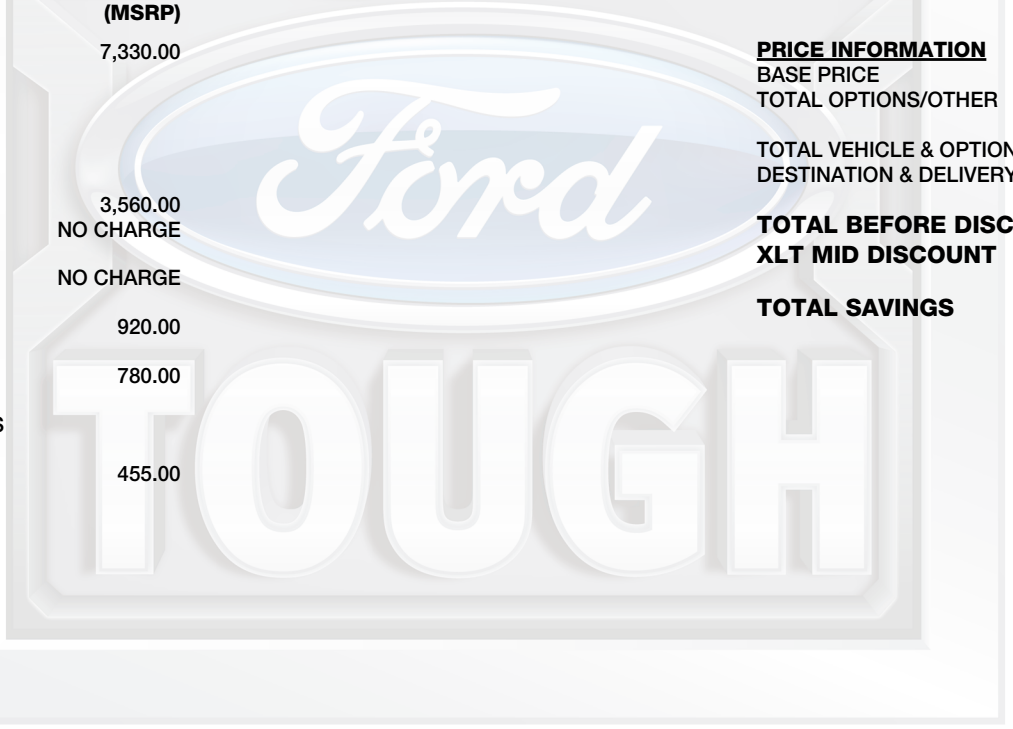 (MSRP)
7,330.00
3,560.00
NO CHARGE
NO CHARGE
920.00
780.00
S
455.00
PRICE INFORMATION
BASE PRICE
TOTAL OPTIONS/OTHER
TOTAL VEHICLE & OPTION
DESTINATION & DELIVERY
TOTAL BEFORE DISC
XLT MID DISCOUNT
TOTAL SAVINGS
Ford
TOUGH